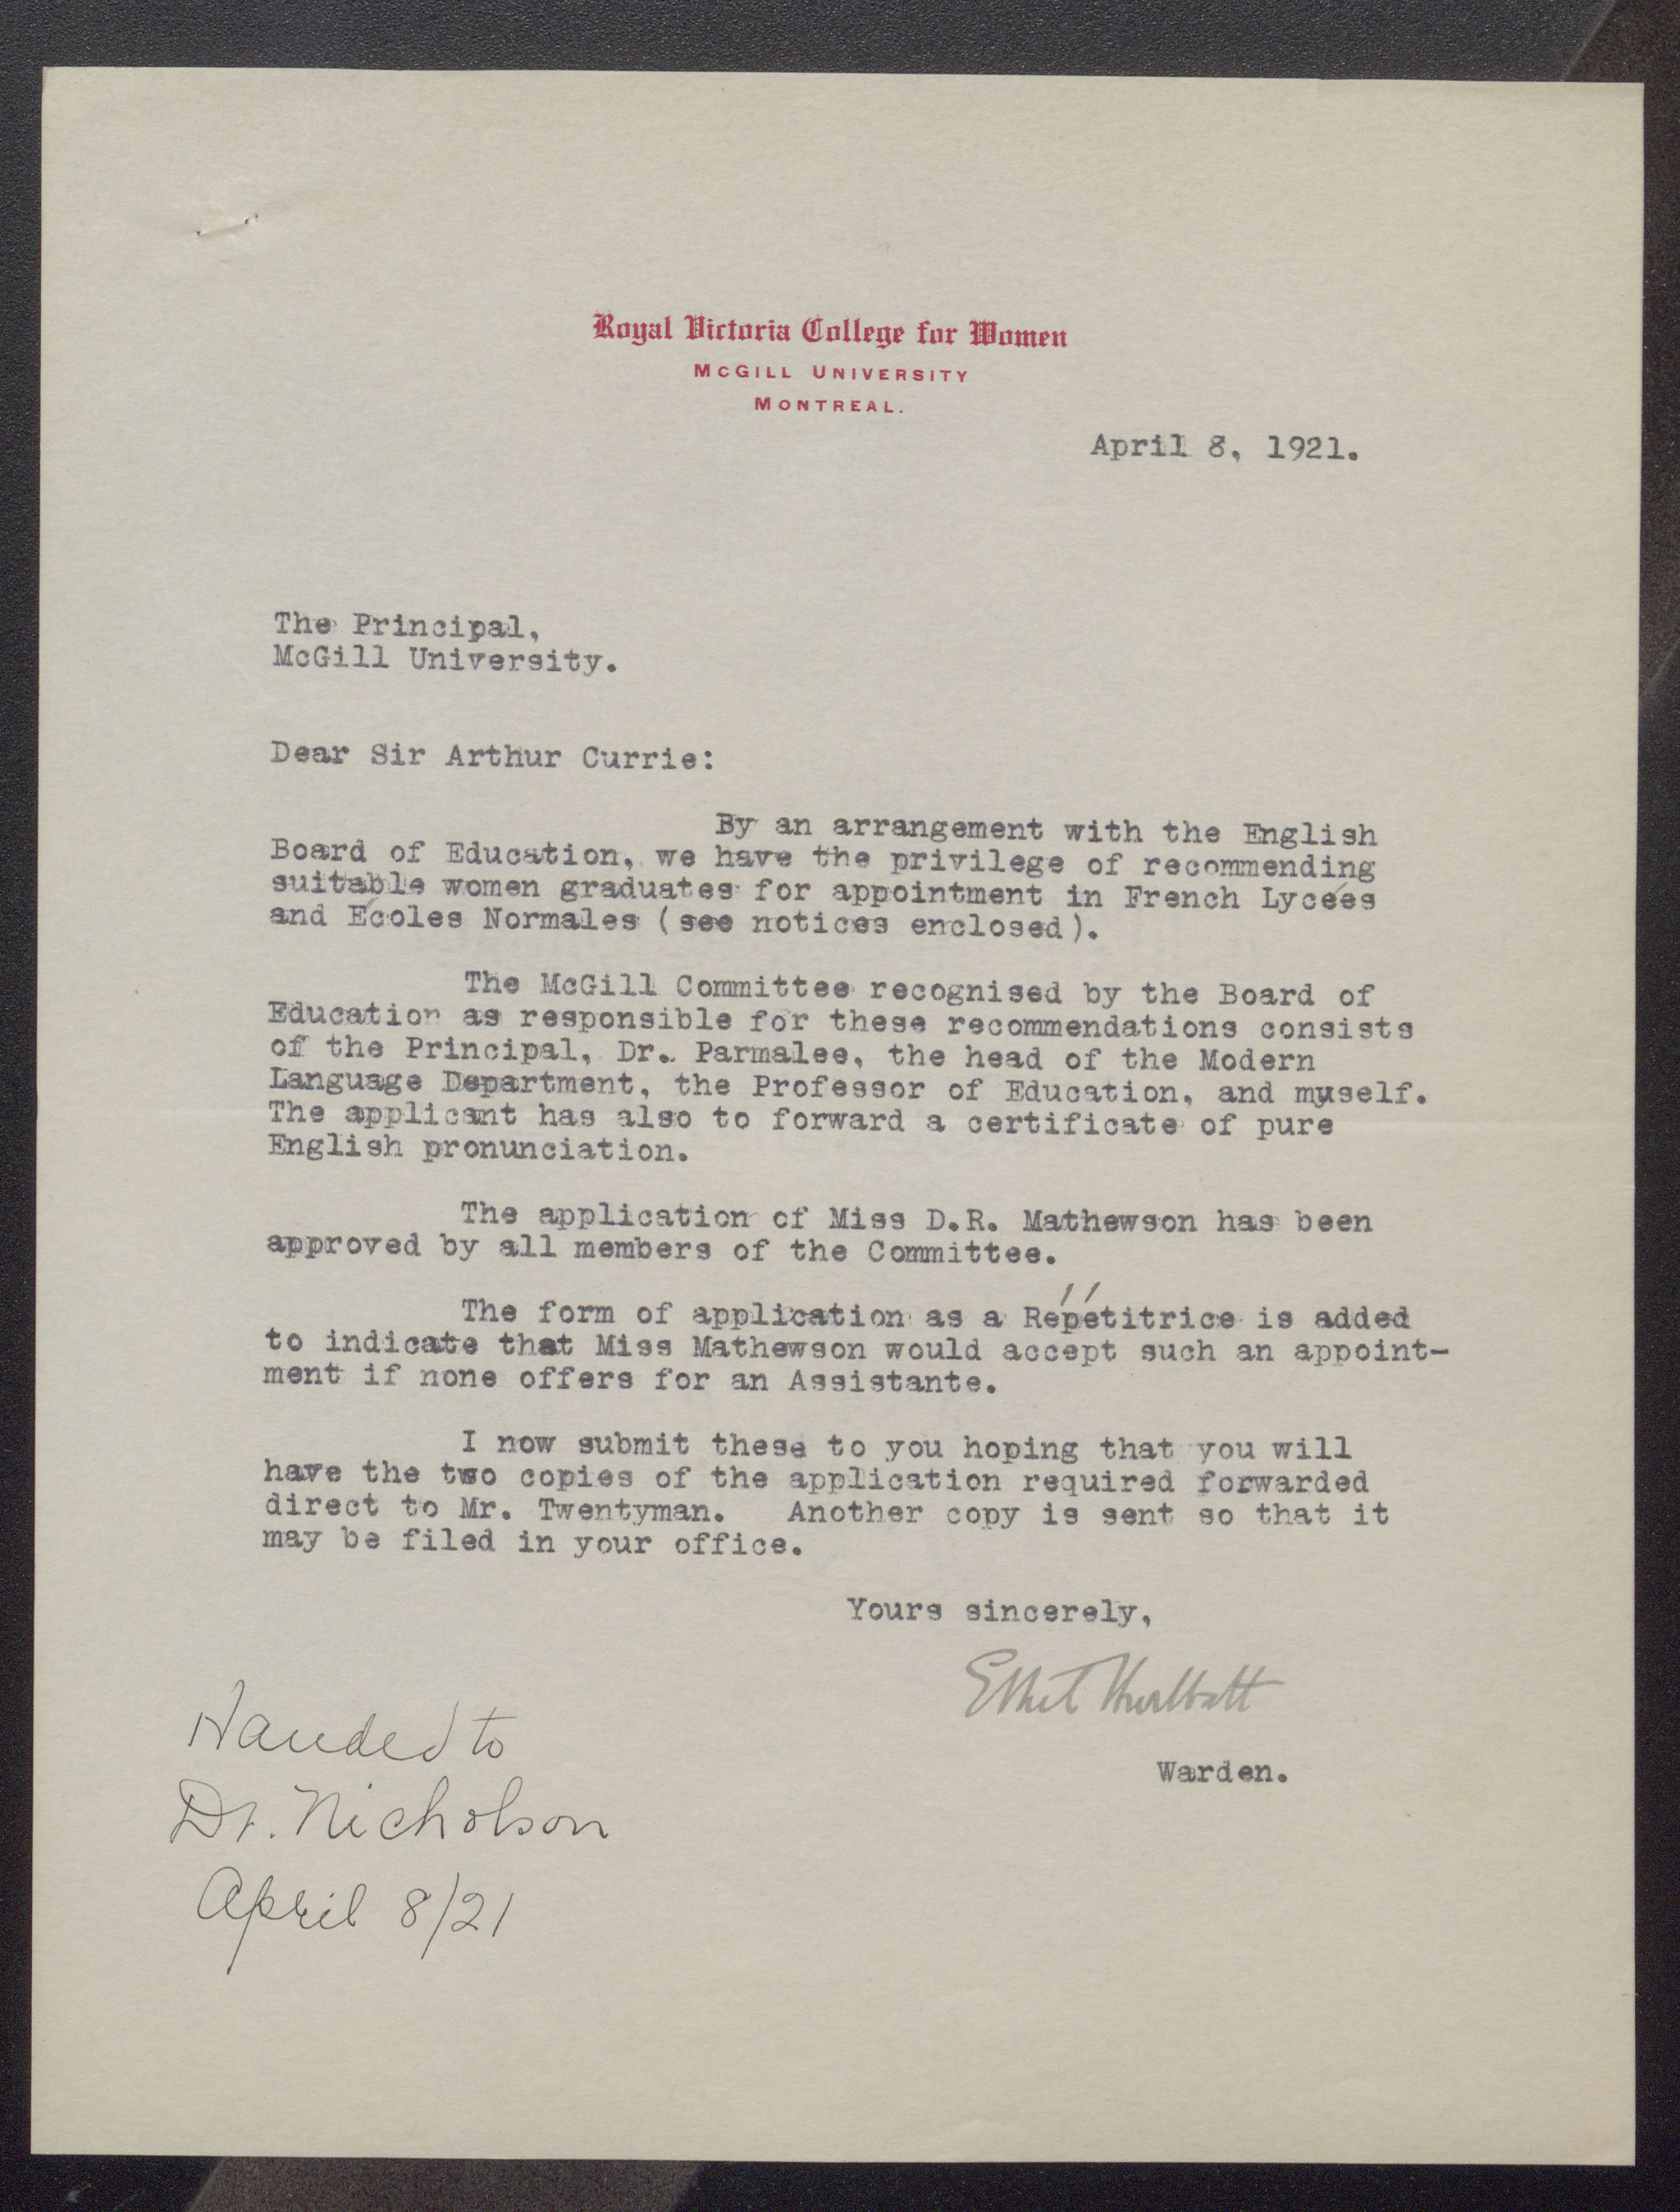 Royal Victoria College for Women
McGILL UNIVERSITY
MONTREAL.
April 8, 1921.
The Principal,
McGill University.
Dear Sir Arthur Currie:
By an arrangement with the English
Board of Education, we have the privilege of recommending
suitable women graduates for appointment in French Lycées
and Écoles Normales (see notices enclosed).
The McGill Committee recognised by the Board of
Education as responsible for these recommendations consists
of the Principal, Dr. Parmalee, the head of the Modern
Language Department, the Professor of Education, and myself.
The applicant has also to forward a certificate of pure
English pronunciation.
The application of Miss D.R. Mathewson has been
approved by all members of the Committee.
The form of application as a Répétitrice is added
to indicate that Miss Mathewson would accept such an appoint-
ment if none offers for an Assistante.
I now submit these to you hoping that you will
have the two copies of the application required forwarded
direct to Mr. Twentyman. Another copy is sent so that it
may be filed in your office.
Yours sincerely,
Ethel Hurlbatt
Warden.
Handed to
Dr. Nicholson
April 8/21